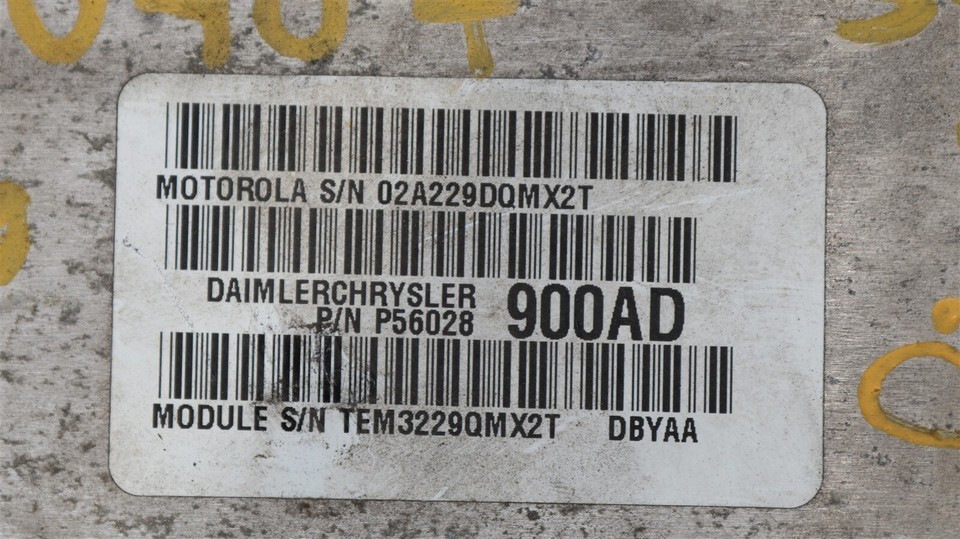 MOTOROLA S/N 02A229DQMX2T
DAIMLERCHRYSLER 900AD
P/N P56028
MODULE S/N TEM3229QMX2T DBYAA